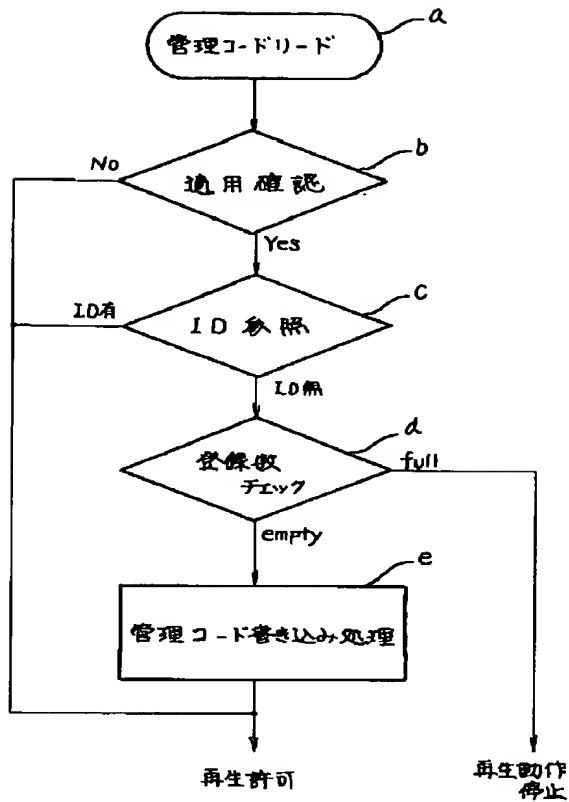 a
管理コードリード
b
No
適用確認
Yes
c
ID有
ID参照
ID無
d
登録数
チェック
full
empty
e
管理コード書き込み処理
再生許可
再生動作
停止